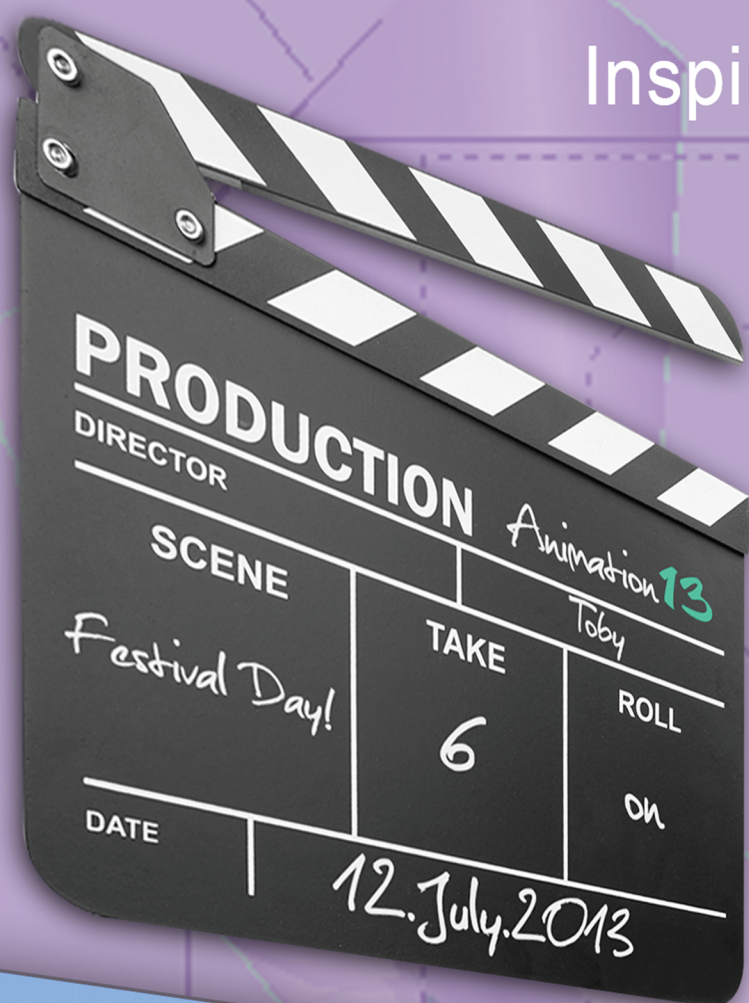 Inspi
PRODUCTION Animation13
DIRECTOR Toby
SCENE
Festival Day!
TAKE
6
ROLL
on
DATE 12.July.2013